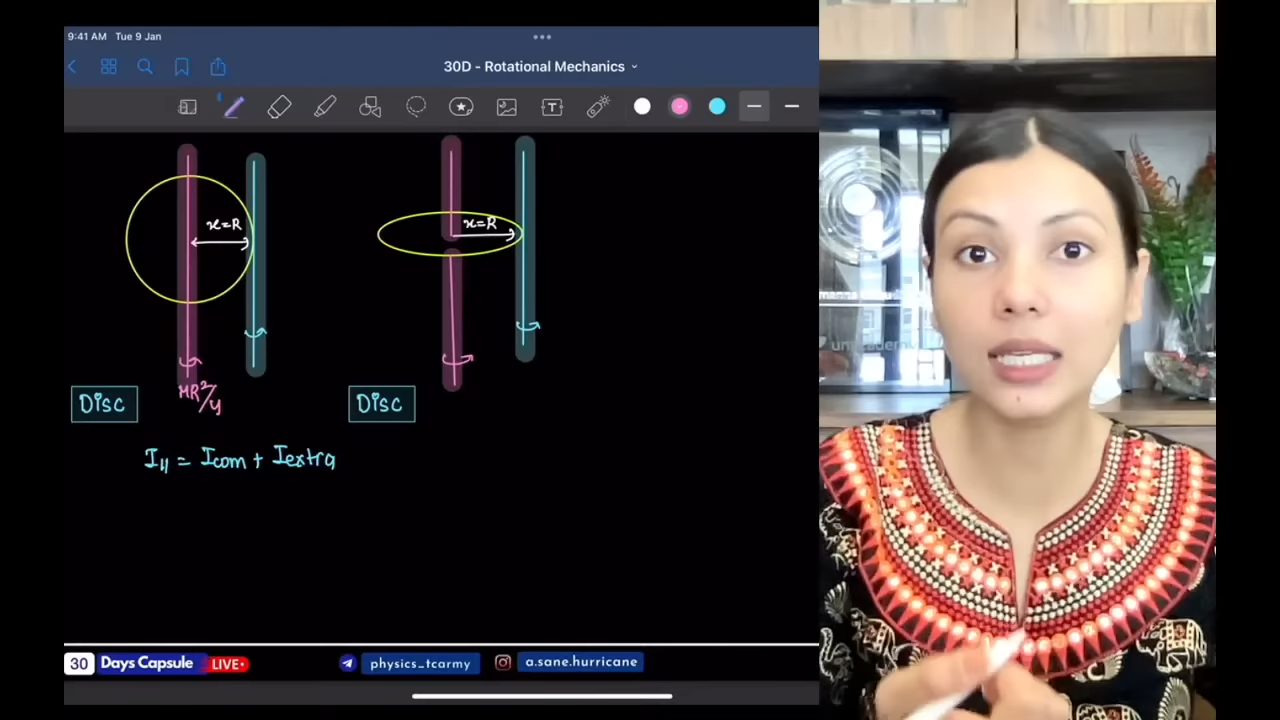 9:41 AM Tue 9 Jan
30D - Rotational Mechanics
T
x=R
x=R
MR²/4
Disc
Disc
I₁₁ = Icom + Iextra
30 Days Capsule LIVE
physics_tcarmy
a.sane.hurricane